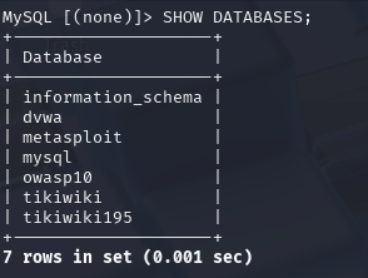 MySQL [(none)]> SHOW DATABASES;
+--------------------+
| Database           |
+--------------------+
| information_schema |
| dvwa               |
| metasploit         |
| mysql              |
| owasp10            |
| tikiwiki           |
| tikiwiki195        |
+--------------------+
7 rows in set (0.001 sec)